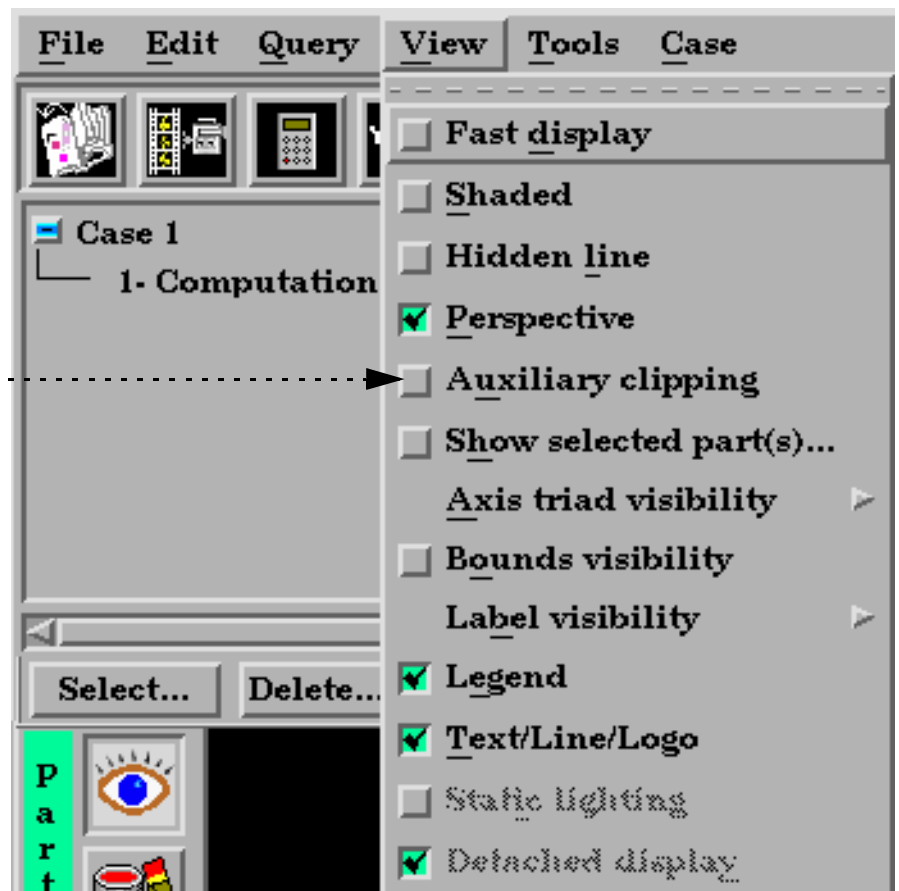 File Edit Query View Tools Case
Fast display
Shaded
Case 1
Hidden line
1- Computation
Perspective
Auxiliary clipping
Show selected part(s)...
Axis triad visibility
Bounds visibility
Label visibility
Legend
Select... Delete...
Text/Line/Logo
Static lighting
Detached display
Part